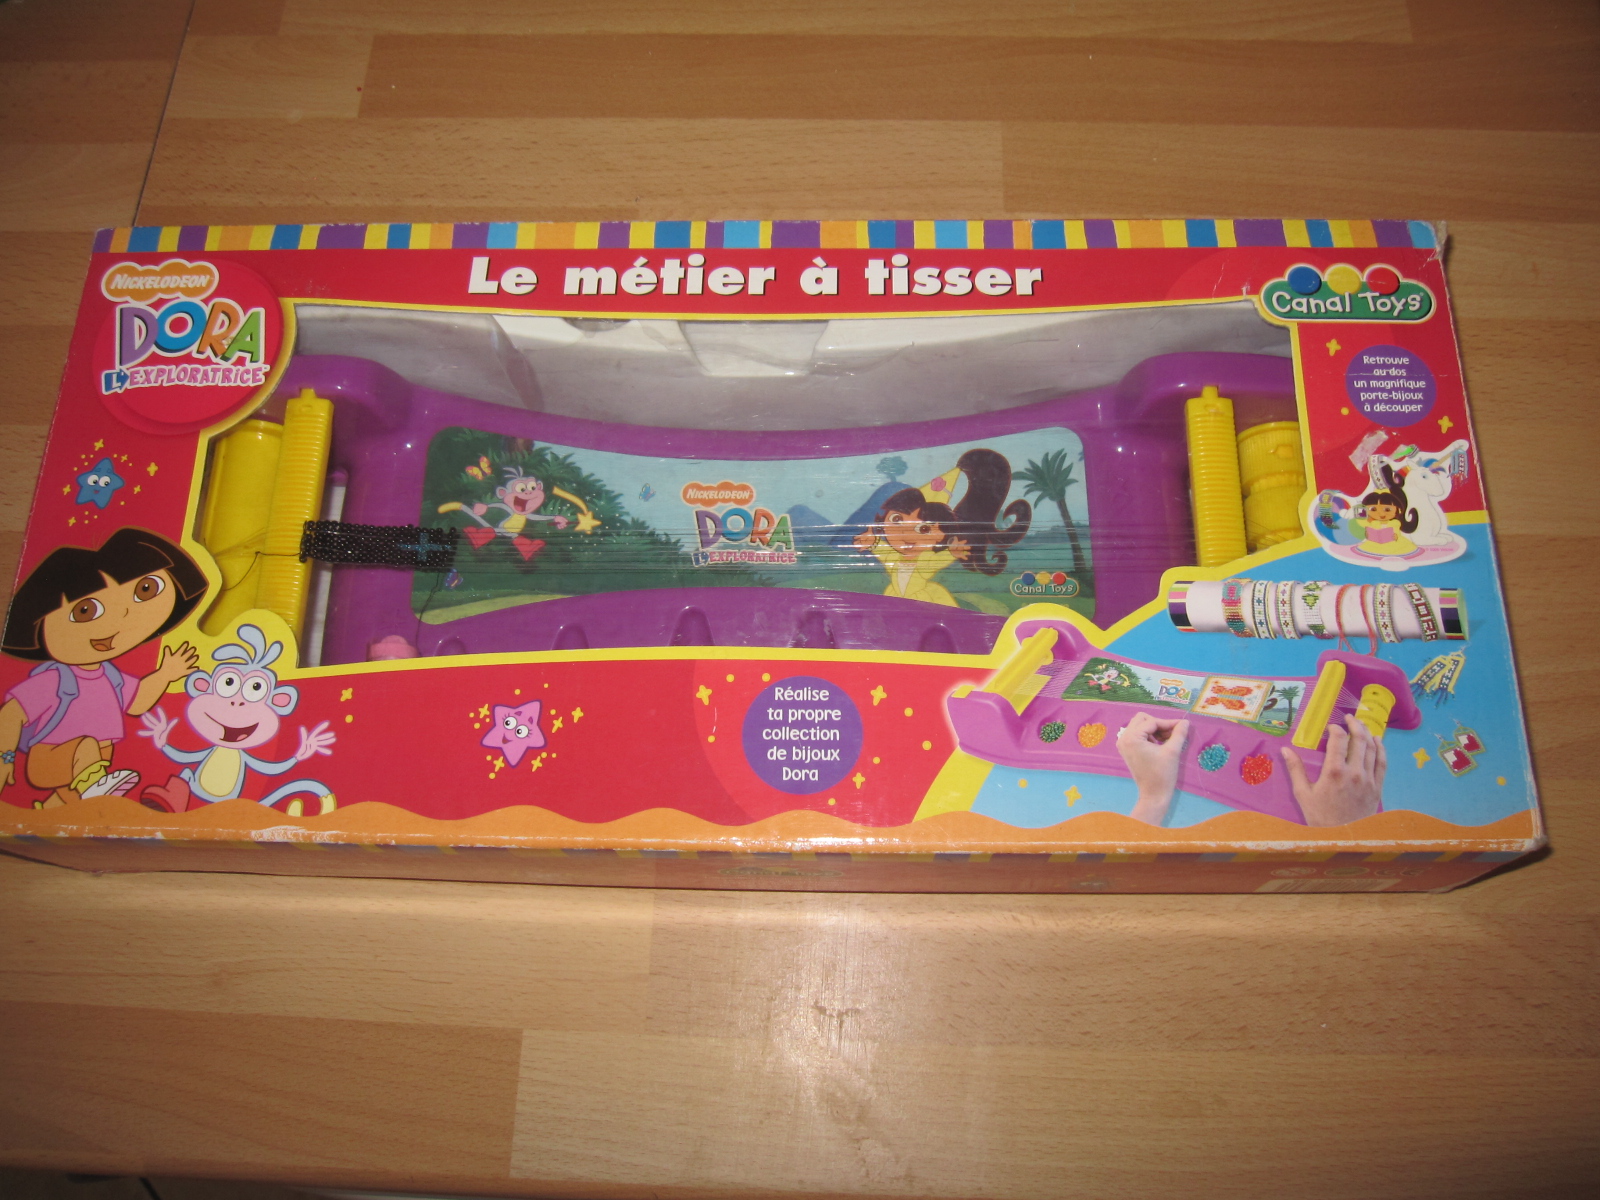 Le métier à tisser
NICKELODEON
DORA
L'EXPLORATRICE
Canal Toys
Retrouve
au dos
un magnifique
porte-bijoux
à découper
NICKELODEON
DORA
L'EXPLORATRICE
Canal Toys
Réalise
ta propre
collection
de bijoux
Dora